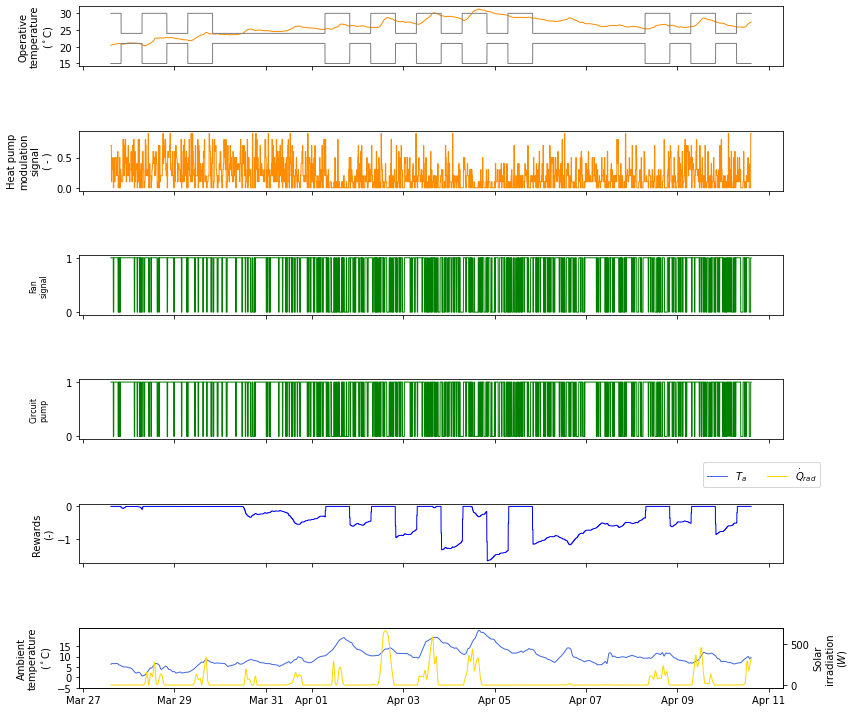 Operative
temperature
(°C)
30
25
20
15
Heat pump
modulation
signal
( - )
0.5
0.0
Fan
signal
1
0
Circuit
pump
1
0
T_a
Q̇_rad
Rewards
(-)
0
−1
Ambient
temperature
(°C)
15
10
5
0
−5
500
0
Solar
irradiation
(W)
Mar 27 Mar 29 Mar 31 Apr 01 Apr 03 Apr 05 Apr 07 Apr 09 Apr 11